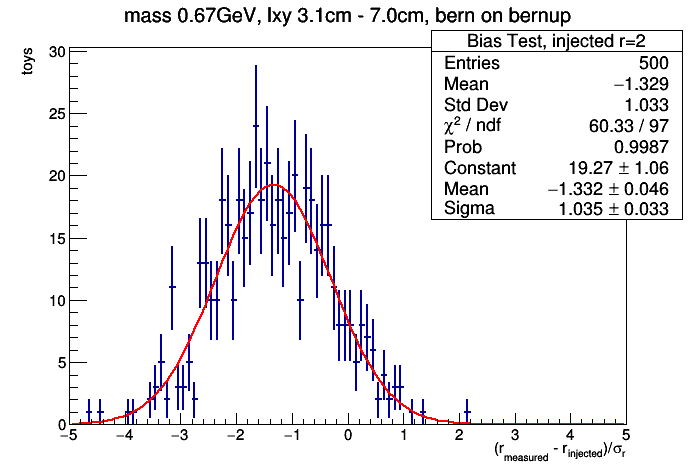 mass 0.67GeV, lxy 3.1cm - 7.0cm, bern on bernup
toys
Bias Test, injected r=2
Entries 500
Mean −1.329
Std Dev 1.033
χ² / ndf 60.33 / 97
Prob 0.9987
Constant 19.27 ± 1.06
Mean −1.332 ± 0.046
Sigma 1.035 ± 0.033
30
25
20
15
10
5
0
−5 −4 −3 −2 −1 0 1 2 3 4 5
(r_measured - r_injected)/σ_r